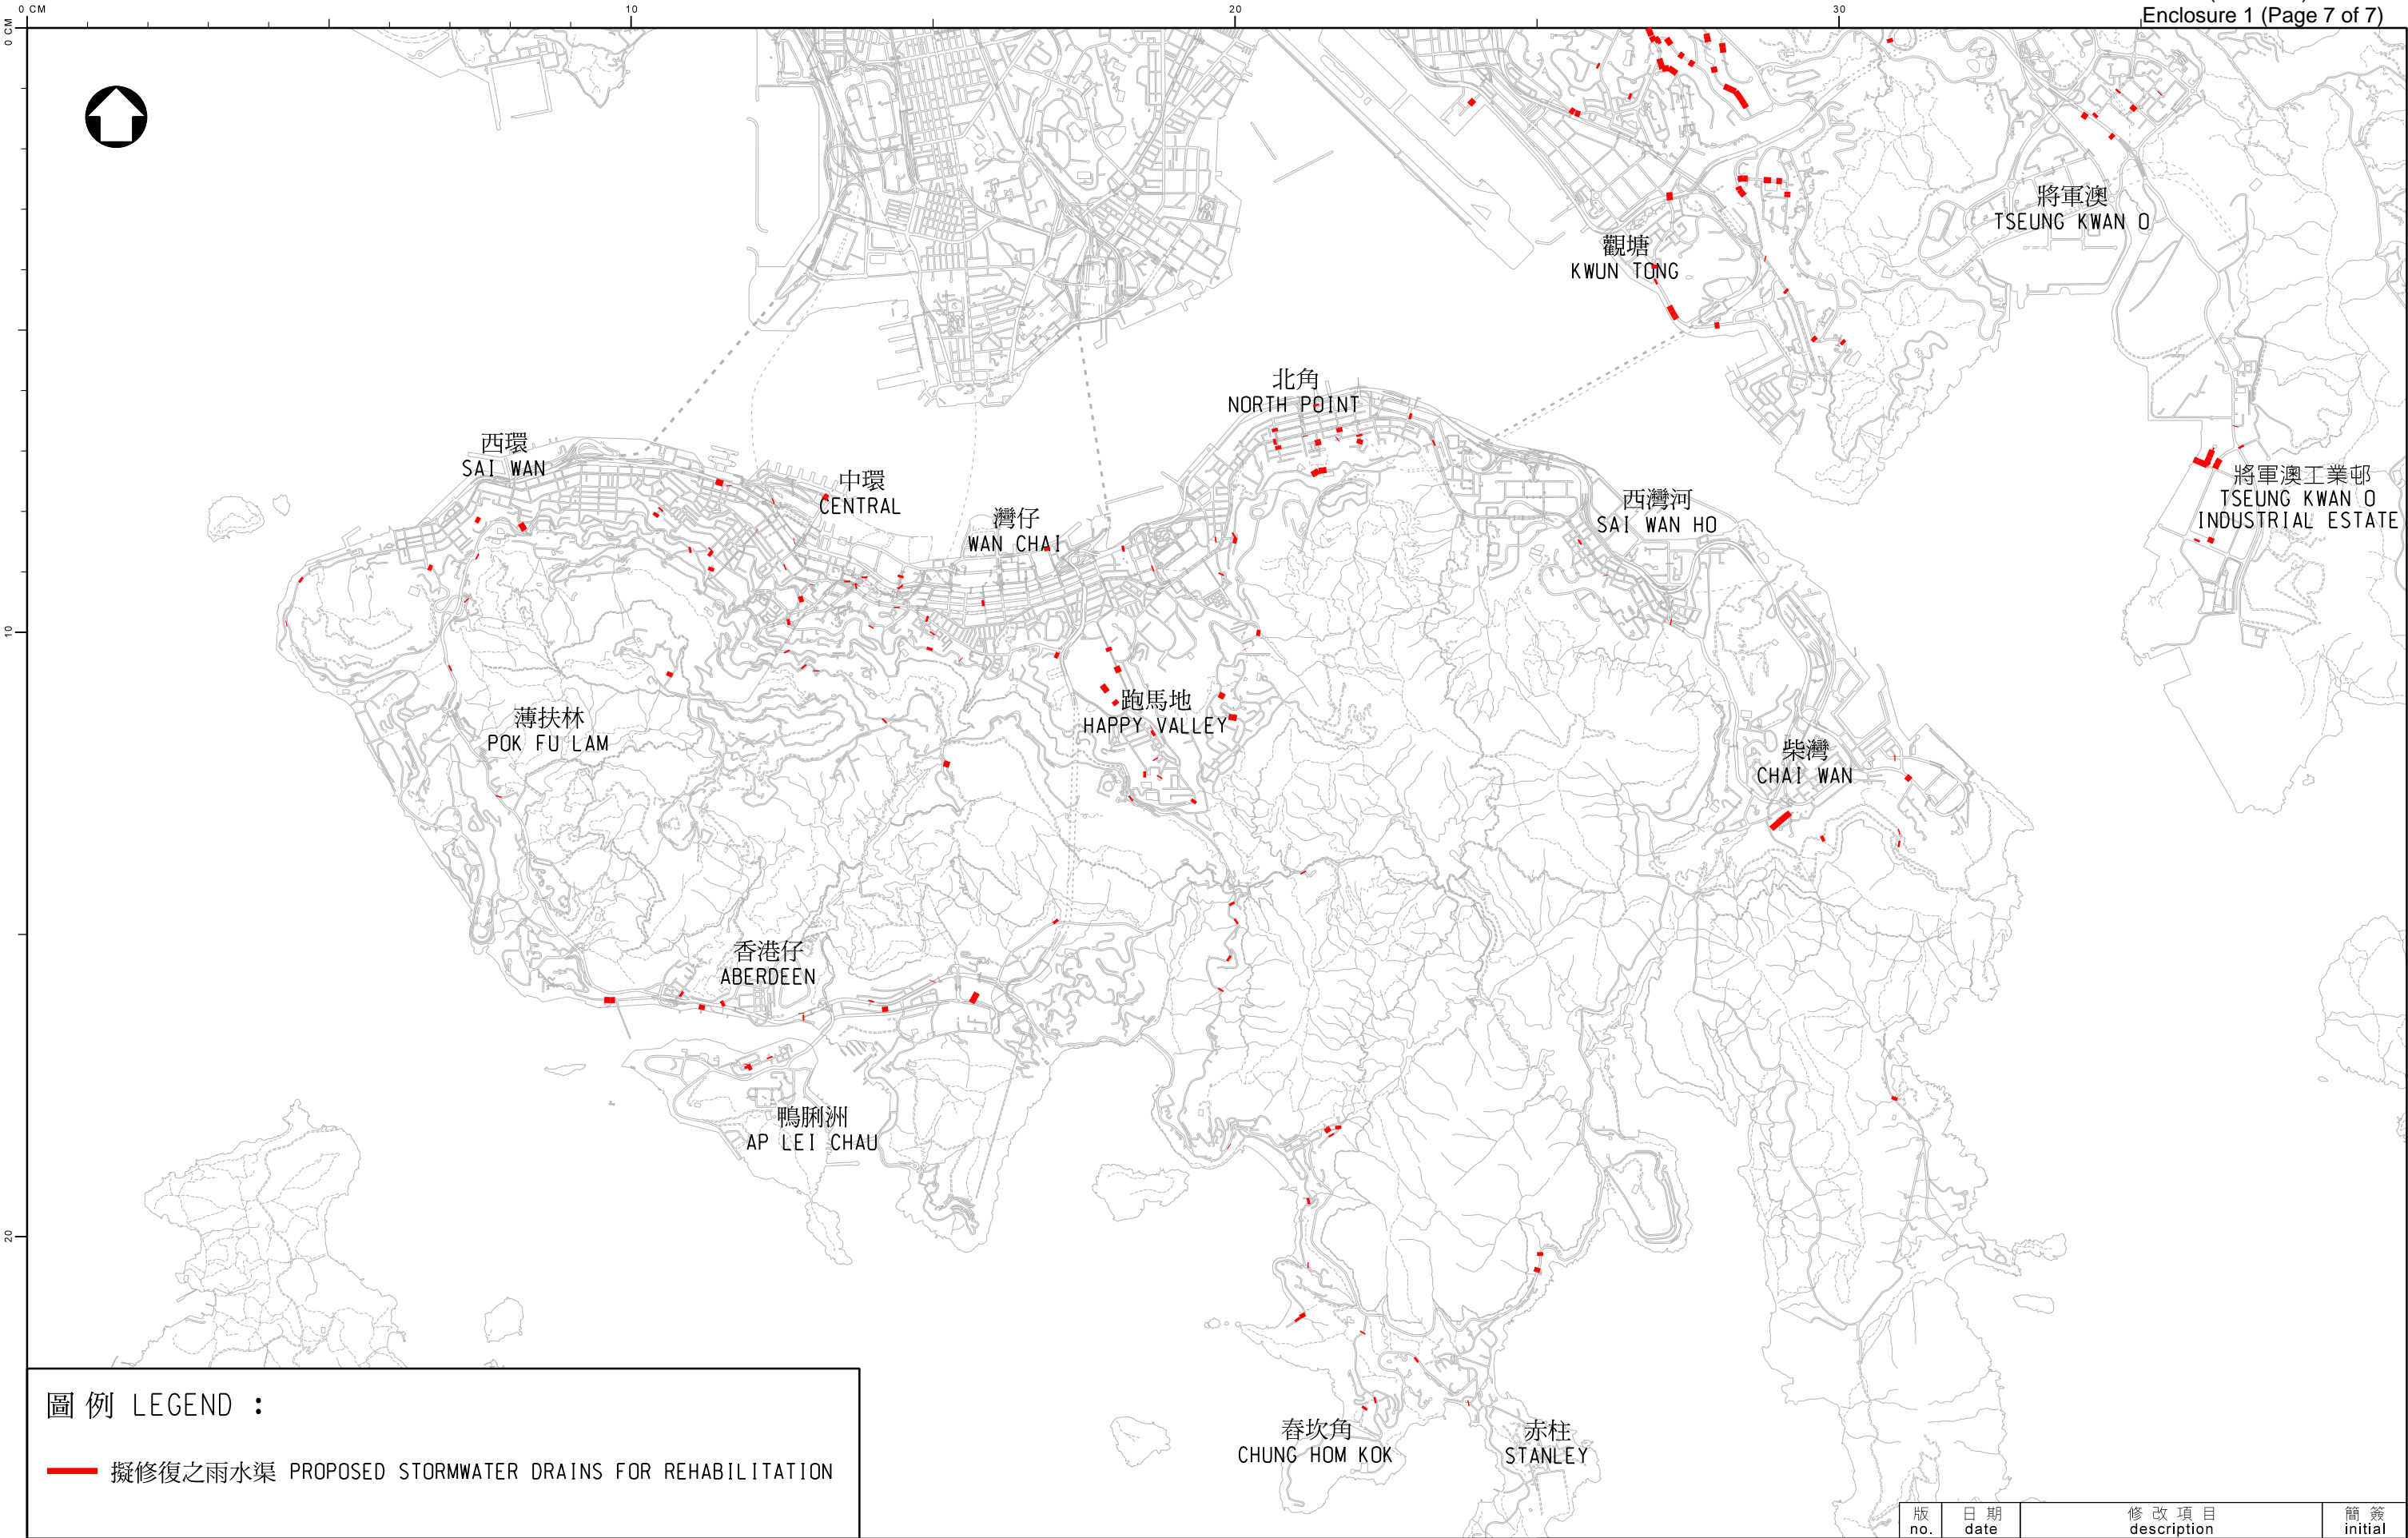 Enclosure 1 (Page 7 of 7)
0 CM
10
20
30
0 CM
10
20
將軍澳
TSEUNG KWAN O
觀塘
KWUN TONG
北角
NORTH POINT
西環
SAI WAN
中環
CENTRAL
灣仔
WAN CHAI
西灣河
SAI WAN HO
將軍澳工業邨
TSEUNG KWAN O
INDUSTRIAL ESTATE
跑馬地
HAPPY VALLEY
薄扶林
POK FU LAM
柴灣
CHAI WAN
香港仔
ABERDEEN
鴨脷洲
AP LEI CHAU
舂坎角
CHUNG HOM KOK
赤柱
STANLEY
圖例 LEGEND :
擬修復之雨水渠 PROPOSED STORMWATER DRAINS FOR REHABILITATION
版 日期 修改項目 簡簽
no. date description initial